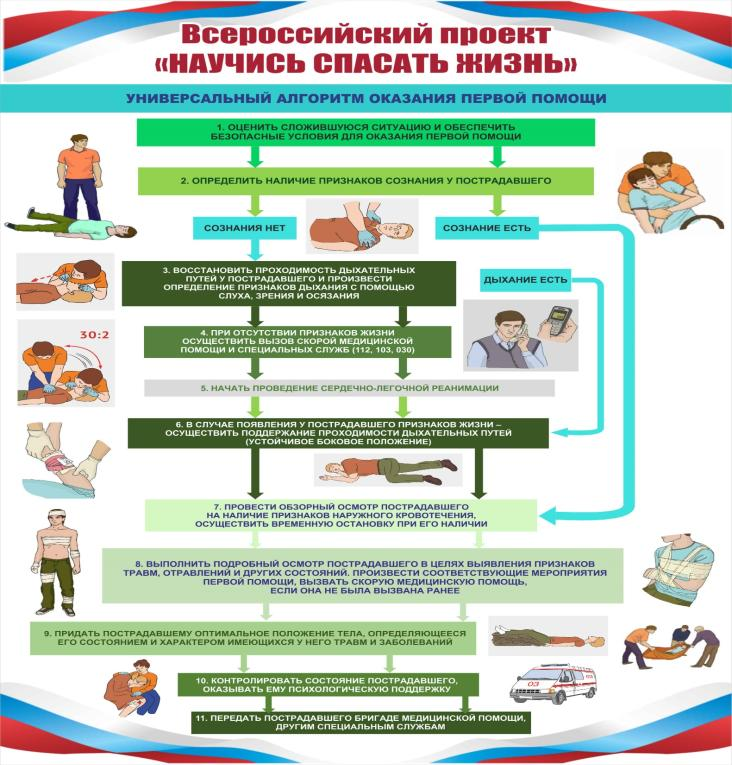 Всероссийский проект
«НАУЧИСЬ СПАСАТЬ ЖИЗНЬ»
УНИВЕРСАЛЬНЫЙ АЛГОРИТМ ОКАЗАНИЯ ПЕРВОЙ ПОМОЩИ
1. ОЦЕНИТЬ СЛОЖИВШУЮСЯ СИТУАЦИЮ И ОБЕСПЕЧИТЬ
БЕЗОПАСНЫЕ УСЛОВИЯ ДЛЯ ОКАЗАНИЯ ПЕРВОЙ ПОМОЩИ
2. ОПРЕДЕЛИТЬ НАЛИЧИЕ ПРИЗНАКОВ СОЗНАНИЯ У ПОСТРАДАВШЕГО
СОЗНАНИЯ НЕТ
СОЗНАНИЕ ЕСТЬ
3. ВОССТАНОВИТЬ ПРОХОДИМОСТЬ ДЫХАТЕЛЬНЫХ
ПУТЕЙ У ПОСТРАДАВШЕГО И ПРОИЗВЕСТИ
ОПРЕДЕЛЕНИЕ ПРИЗНАКОВ ДЫХАНИЯ С ПОМОЩЬЮ
СЛУХА, ЗРЕНИЯ И ОСЯЗАНИЯ
ДЫХАНИЕ ЕСТЬ
30:2
4. ПРИ ОТСУТСТВИИ ПРИЗНАКОВ ЖИЗНИ
ОСУЩЕСТВИТЬ ВЫЗОВ СКОРОЙ МЕДИЦИНСКОЙ
ПОМОЩИ И СПЕЦИАЛЬНЫХ СЛУЖБ (112, 103, 030)
5. НАЧАТЬ ПРОВЕДЕНИЕ СЕРДЕЧНО-ЛЕГОЧНОЙ РЕАНИМАЦИИ
6. В СЛУЧАЕ ПОЯВЛЕНИЯ У ПОСТРАДАВШЕГО ПРИЗНАКОВ ЖИЗНИ –
ОСУЩЕСТВИТЬ ПОДДЕРЖАНИЕ ПРОХОДИМОСТИ ДЫХАТЕЛЬНЫХ ПУТЕЙ
(УСТОЙЧИВОЕ БОКОВОЕ ПОЛОЖЕНИЕ)
7. ПРОВЕСТИ ОБЗОРНЫЙ ОСМОТР ПОСТРАДАВШЕГО
НА НАЛИЧИЕ ПРИЗНАКОВ НАРУЖНОГО КРОВОТЕЧЕНИЯ,
ОСУЩЕСТВИТЬ ВРЕМЕННУЮ ОСТАНОВКУ ПРИ ЕГО НАЛИЧИИ
8. ВЫПОЛНИТЬ ПОДРОБНЫЙ ОСМОТР ПОСТРАДАВШЕГО В ЦЕЛЯХ ВЫЯВЛЕНИЯ ПРИЗНАКОВ
ТРАВМ, ОТРАВЛЕНИЙ И ДРУГИХ СОСТОЯНИЙ. ПРОИЗВЕСТИ СООТВЕТСТВУЮЩИЕ МЕРОПРИЯТИЯ
ПЕРВОЙ ПОМОЩИ, ВЫЗВАТЬ СКОРУЮ МЕДИЦИНСКУЮ ПОМОЩЬ,
ЕСЛИ ОНА НЕ БЫЛА ВЫЗВАНА РАНЕЕ
9. ПРИДАТЬ ПОСТРАДАВШЕМУ ОПТИМАЛЬНОЕ ПОЛОЖЕНИЕ ТЕЛА, ОПРЕДЕЛЯЮЩЕЕСЯ
ЕГО СОСТОЯНИЕМ И ХАРАКТЕРОМ ИМЕЮЩИХСЯ У НЕГО ТРАВМ И ЗАБОЛЕВАНИЙ
10. КОНТРОЛИРОВАТЬ СОСТОЯНИЕ ПОСТРАДАВШЕГО,
ОКАЗЫВАТЬ ЕМУ ПСИХОЛОГИЧЕСКУЮ ПОДДЕРЖКУ
03
11. ПЕРЕДАТЬ ПОСТРАДАВШЕГО БРИГАДЕ МЕДИЦИНСКОЙ ПОМОЩИ,
ДРУГИМ СПЕЦИАЛЬНЫМ СЛУЖБАМ